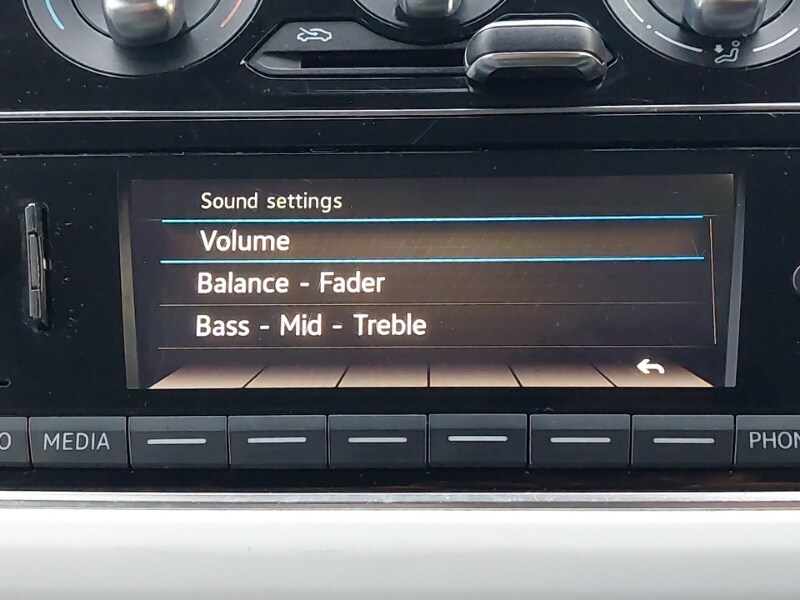 Sound settings
Volume
Balance - Fader
Bass - Mid - Treble
MEDIA